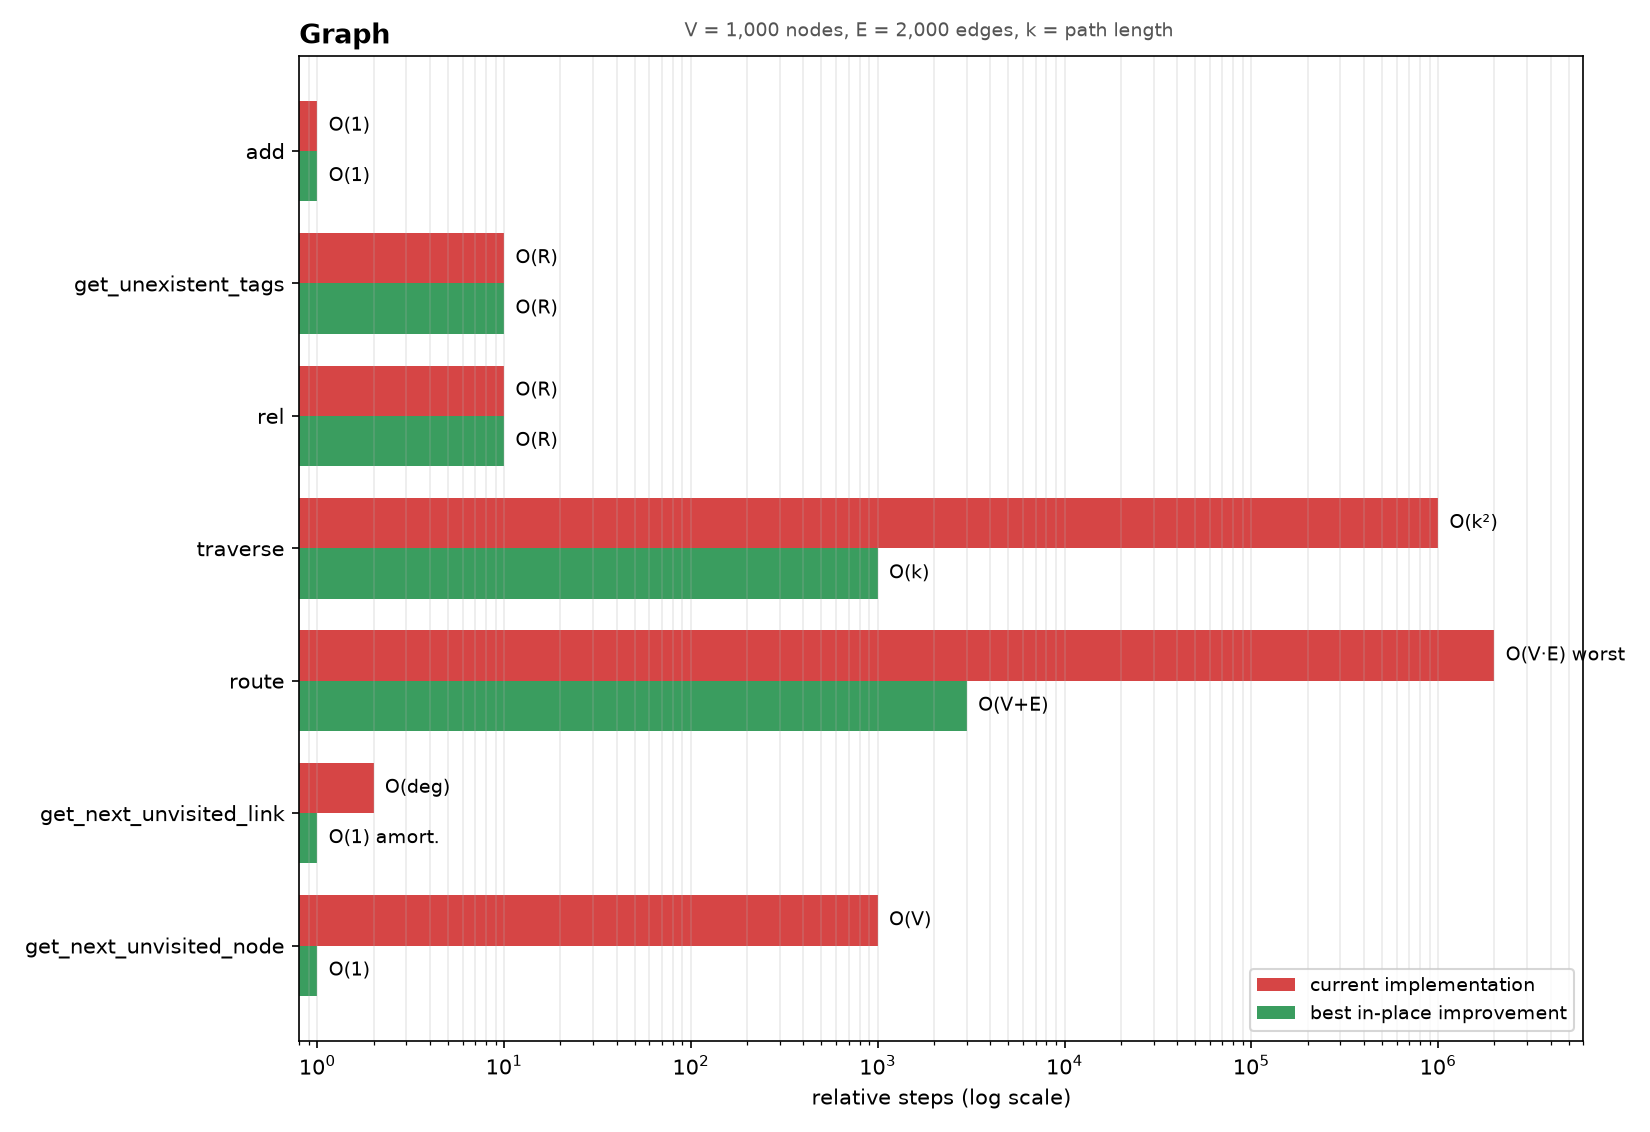 Graph
V = 1,000 nodes, E = 2,000 edges, k = path length
add
O(1)
O(1)
get_unexistent_tags
O(R)
O(R)
rel
O(R)
O(R)
traverse
O(k²)
O(k)
route
O(V·E) worst
O(V+E)
get_next_unvisited_link
O(deg)
O(1) amort.
get_next_unvisited_node
O(V)
O(1)
current implementation
best in-place improvement
10⁰ 10¹ 10² 10³ 10⁴ 10⁵ 10⁶
relative steps (log scale)